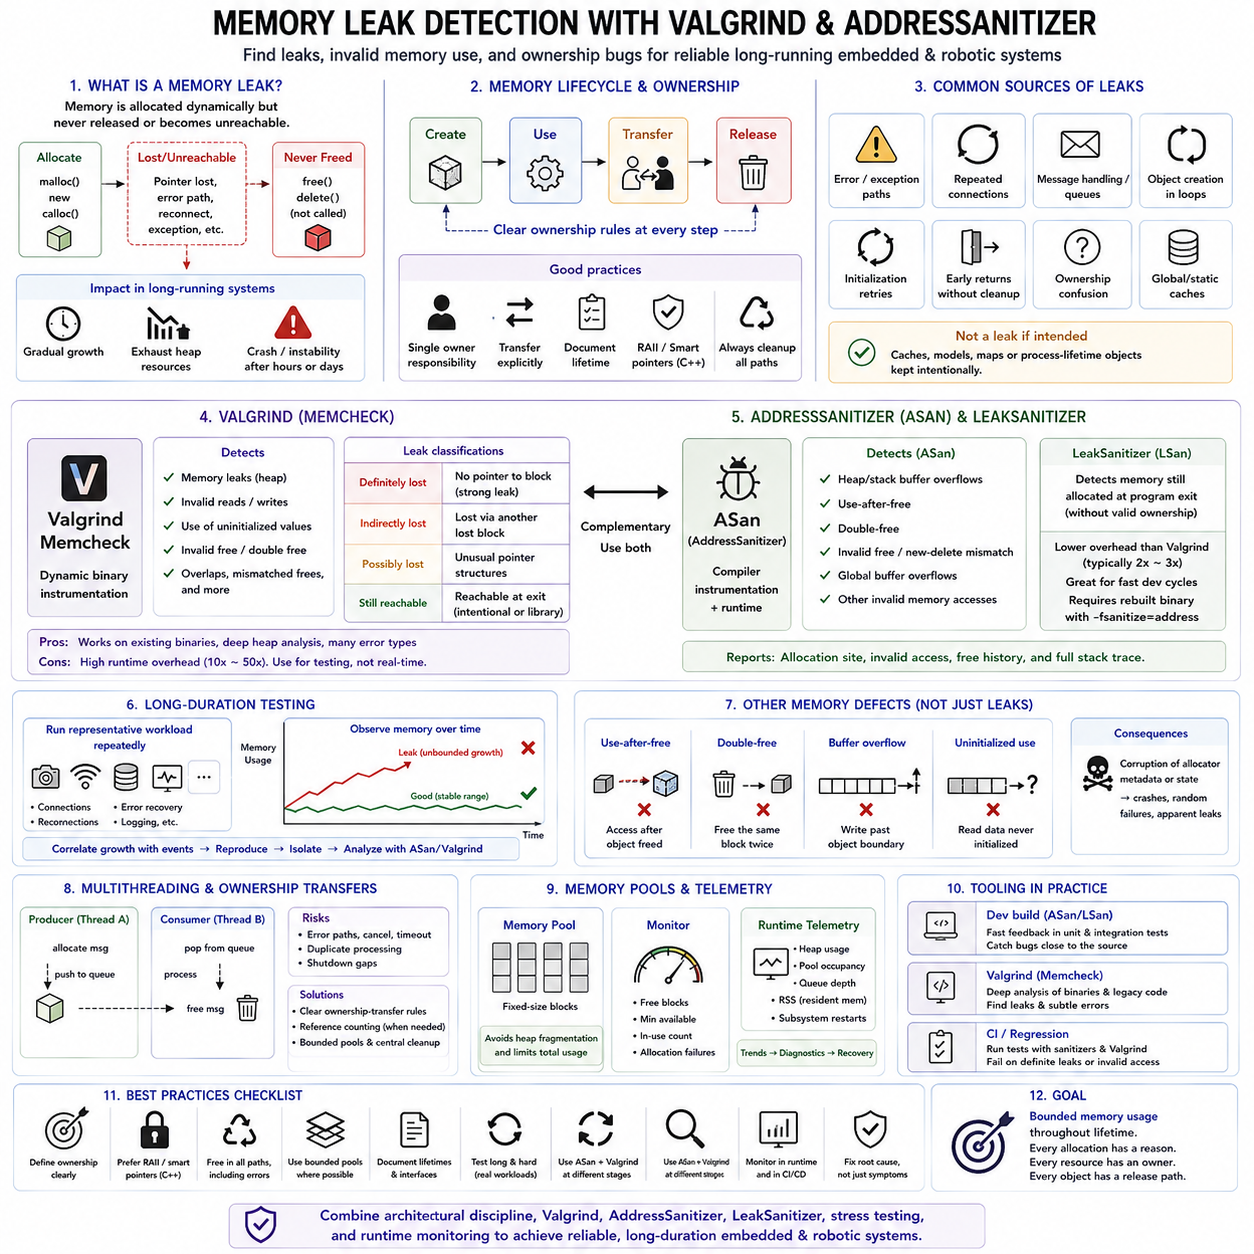 MEMORY LEAK DETECTION WITH VALGRIND & ADDRESSANITIZER
Find leaks, invalid memory use, and ownership bugs for reliable long-running embedded & robotic systems
1. WHAT IS A MEMORY LEAK?
Memory is allocated dynamically but
never released or becomes unreachable.
Allocate
malloc()
new
calloc()
Lost/Unreachable
Pointer lost,
error path,
reconnect,
exception, etc.
Never Freed
free()
delete()
(not called)
Impact in long-running systems
Gradual growth
Exhaust heap
resources
Crash / instability
after hours or days
2. MEMORY LIFECYCLE & OWNERSHIP
Create
Use
Transfer
Release
Clear ownership rules at every step
Good practices
Single owner
responsibility
Transfer
explicitly
Document
lifetime
RAII / Smart
pointers (C++)
Always cleanup
all paths
3. COMMON SOURCES OF LEAKS
Error / exception
paths
Repeated
connections
Message handling /
queues
Object creation
in loops
Initialization
retries
Early returns
without cleanup
Ownership
confusion
Global/static
caches
Not a leak if intended
Caches, models, maps or process-lifetime objects
kept intentionally.
4. VALGRIND (MEMCHECK)
V
Valgrind
Memcheck
Dynamic binary
instrumentation
Detects
Memory leaks (heap)
Invalid reads / writes
Use of uninitialized values
Invalid free / double free
Overlaps, mismatched frees,
and more
Leak classifications
Definitely lost
No pointer to block
(strong leak)
Indirectly lost
Lost via another
lost block
Possibly lost
Unusual pointer
structures
Still reachable
Reachable at exit
(intentional or library)
Pros: Works on existing binaries, deep heap analysis, many error types
Cons: High runtime overhead (10x ~ 50x). Use for testing, not real-time.
Complementary
Use both
5. ADDRESSSANITIZER (ASAN) & LEAKSANITIZER
ASan
(AddressSanitizer)
Compiler
instrumentation
+ runtime
Detects (ASan)
Heap/stack buffer overflows
Use-after-free
Double-free
Invalid free / new-delete mismatch
Global buffer overflows
Other invalid memory accesses
LeakSanitizer (LSan)
Detects memory still
allocated at program exit
(without valid ownership)
Lower overhead than Valgrind
(typically 2x ~ 3x)
Great for fast dev cycles
Requires rebuilt binary
with -fsanitize=address
Reports: Allocation site, invalid access, free history, and full stack trace.
6. LONG-DURATION TESTING
Run representative workload
repeatedly
...
• Connections
• Reconnections
• Error recovery
• Logging, etc.
Memory
Usage
Observe memory over time
Leak (unbounded growth)
Good (stable range)
Time
Correlate growth with events → Reproduce → Isolate → Analyze with ASan/Valgrind
7. OTHER MEMORY DEFECTS (NOT JUST LEAKS)
Use-after-free
Access after
object freed
Double-free
Free the same
block twice
Buffer overflow
Write past
object boundary
Uninitialized use
?
Read data never
initialized
Consequences
Corruption of allocator
metadata or state
→ crashes, random
failures, apparent leaks
8. MULTITHREADING & OWNERSHIP TRANSFERS
Producer (Thread A)
allocate msg
push to queue
Consumer (Thread B)
pop from queue
process
free msg
Risks
• Error paths, cancel, timeout
• Duplicate processing
• Shutdown gaps
Solutions
• Clear ownership-transfer rules
• Reference counting (when needed)
• Bounded pools & central cleanup
9. MEMORY POOLS & TELEMETRY
Memory Pool
Fixed-size blocks
Avoids heap fragmentation
and limits total usage
Monitor
• Free blocks
• Min available
• In-use count
• Allocation failures
Runtime Telemetry
• Heap usage
• Pool occupancy
• Queue depth
• RSS (resident mem)
• Subsystem restarts
Trends → Diagnostics → Recovery
10. TOOLING IN PRACTICE
Dev build (ASan/LSan)
Fast feedback in unit & integration tests
Catch bugs close to the source
Valgrind (Memcheck)
Deep analysis of binaries & legacy code
Find leaks & subtle errors
CI / Regression
Run tests with sanitizers & Valgrind
Fail on definite leaks or invalid access
11. BEST PRACTICES CHECKLIST
Define ownership
clearly
Prefer RAII / smart
pointers (C++)
Free in all paths,
including errors
Use bounded pools
where possible
Document lifetimes
& interfaces
Test long & hard
(real workloads)
Use ASan + Valgrind
at different stages
Use ASan + Valgrind
at different stages
Monitor in runtime
and in CI/CD
Fix root cause,
not just symptoms
12. GOAL
Bounded memory usage
throughout lifetime.
Every allocation has a reason.
Every resource has an owner.
Every object has a release path.
Combine architectural discipline, Valgrind, AddressSanitizer, LeakSanitizer, stress testing,
and runtime monitoring to achieve reliable, long-duration embedded & robotic systems.